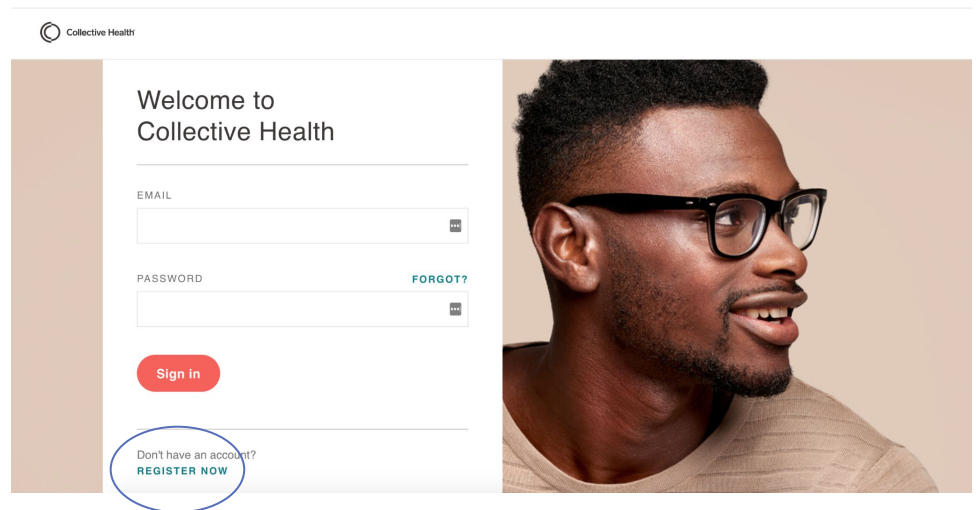 Collective Health
Welcome to
Collective Health
EMAIL
PASSWORD FORGOT?
Sign in
Don't have an account?
REGISTER NOW